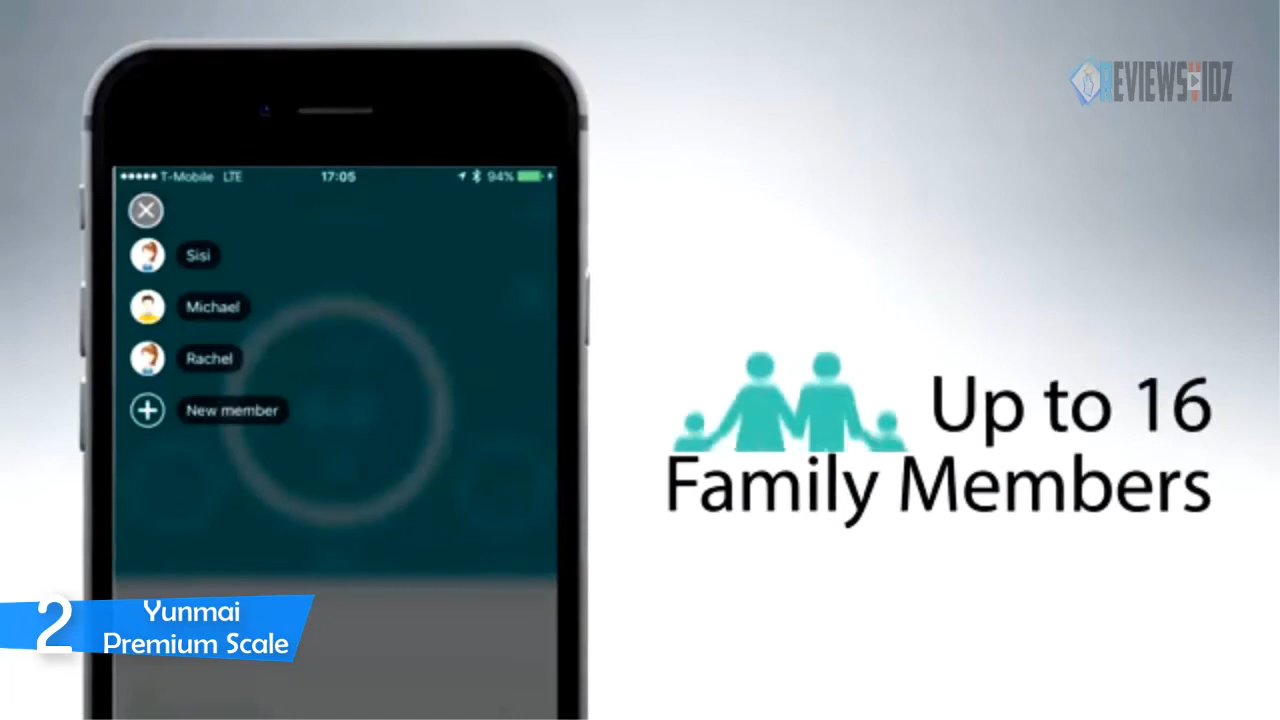 REVIEWSVIDZ
T-Mobile LTE 17:05 94%
Sisi
Michael
Rachel
New member
Up to 16
Family Members
2
Yunmai
Premium Scale